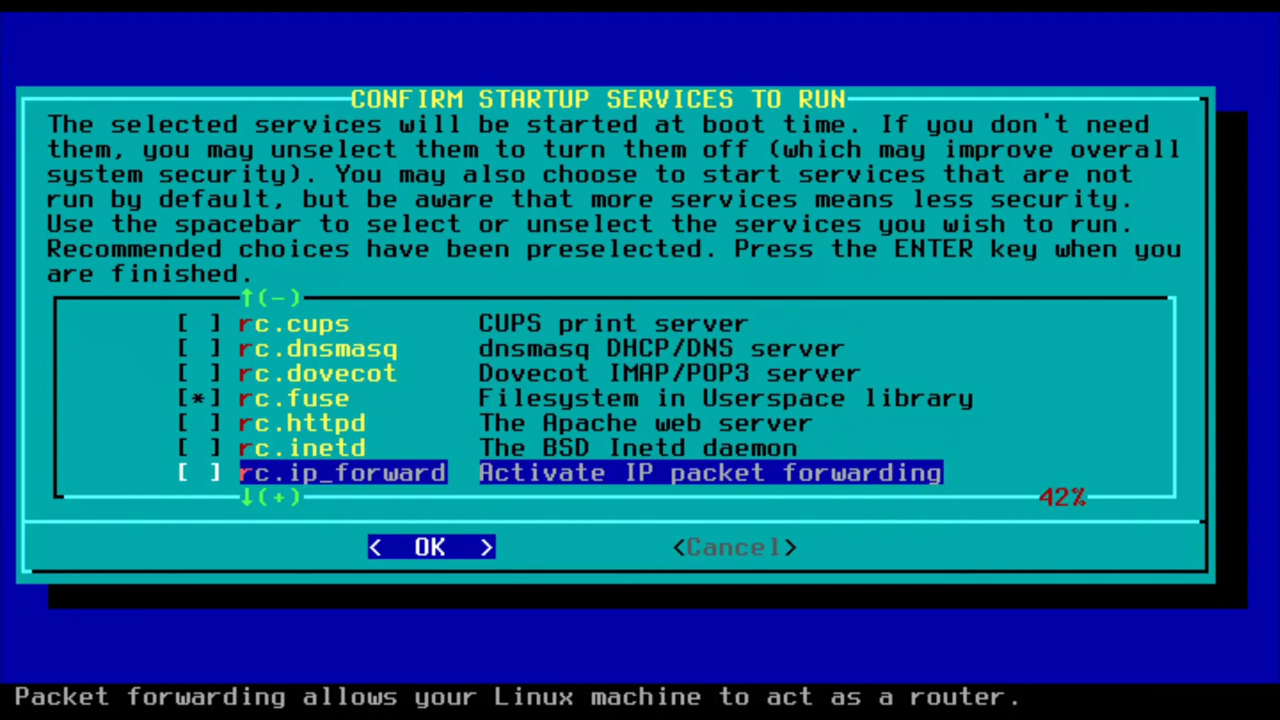 CONFIRM STARTUP SERVICES TO RUN
The selected services will be started at boot time. If you don't need
them, you may unselect them to turn them off (which may improve overall
system security). You may also choose to start services that are not
run by default, but be aware that more services means less security.
Use the spacebar to select or unselect the services you wish to run.
Recommended choices have been preselected. Press the ENTER key when you
are finished.
↑(-)
[ ] rc.cups CUPS print server
[ ] rc.dnsmasq dnsmasq DHCP/DNS server
[ ] rc.dovecot Dovecot IMAP/POP3 server
[*] rc.fuse Filesystem in Userspace library
[ ] rc.httpd The Apache web server
[ ] rc.inetd The BSD Inetd daemon
[ ] rc.ip_forward Activate IP packet forwarding
↓(+) 42%
< OK > <Cancel>
Packet forwarding allows your Linux machine to act as a router.